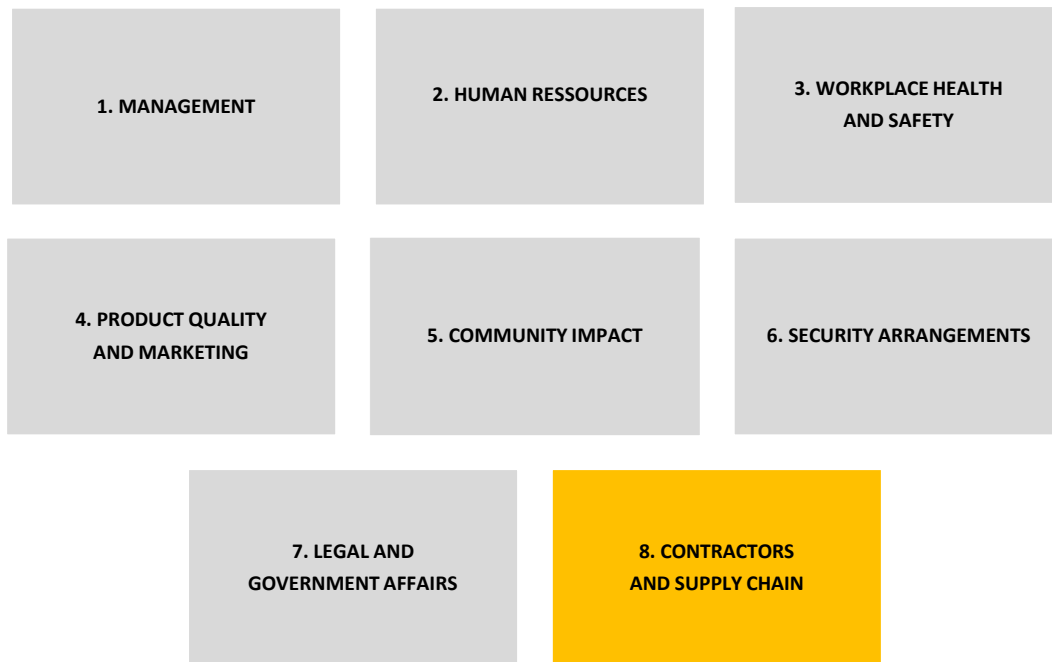 1. MANAGEMENT
2. HUMAN RESSOURCES
3. WORKPLACE HEALTH
AND SAFETY
4. PRODUCT QUALITY
AND MARKETING
5. COMMUNITY IMPACT
6. SECURITY ARRANGEMENTS
7. LEGAL AND
GOVERNMENT AFFAIRS
8. CONTRACTORS
AND SUPPLY CHAIN